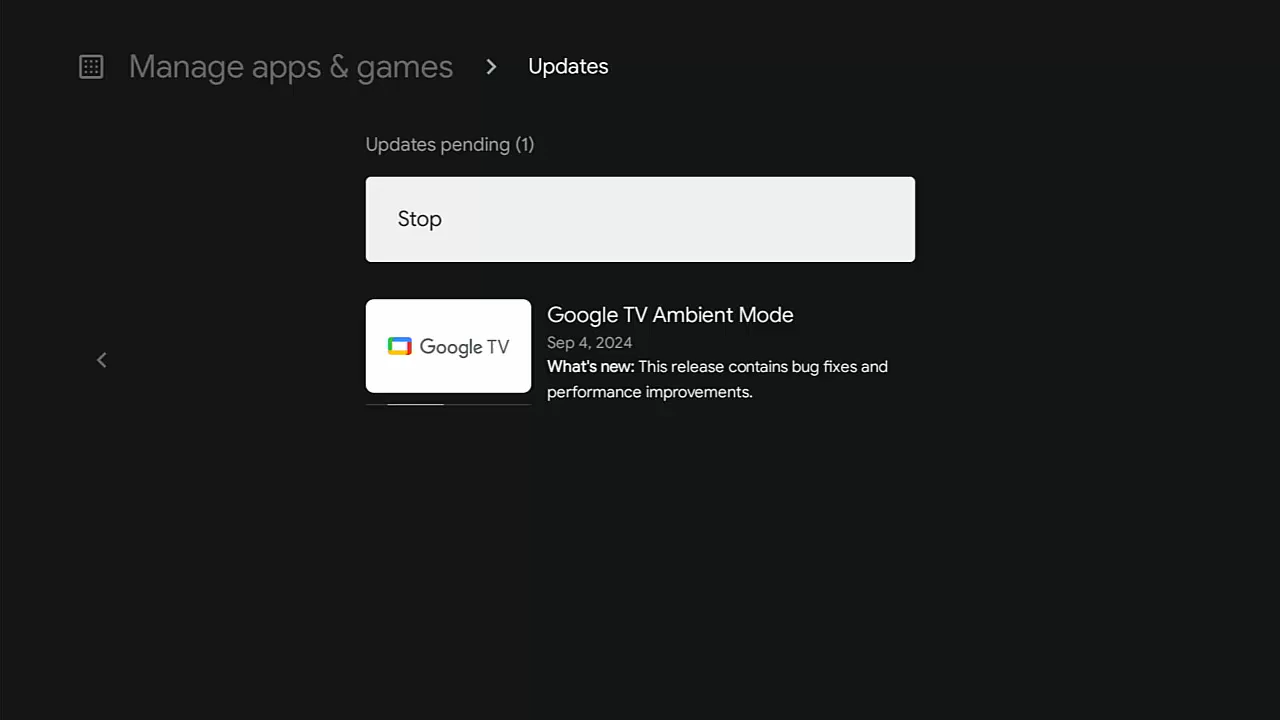 Manage apps & games > Updates
Updates pending (1)
Stop
Google TV
Google TV Ambient Mode
Sep 4, 2024
What's new: This release contains bug fixes and
performance improvements.